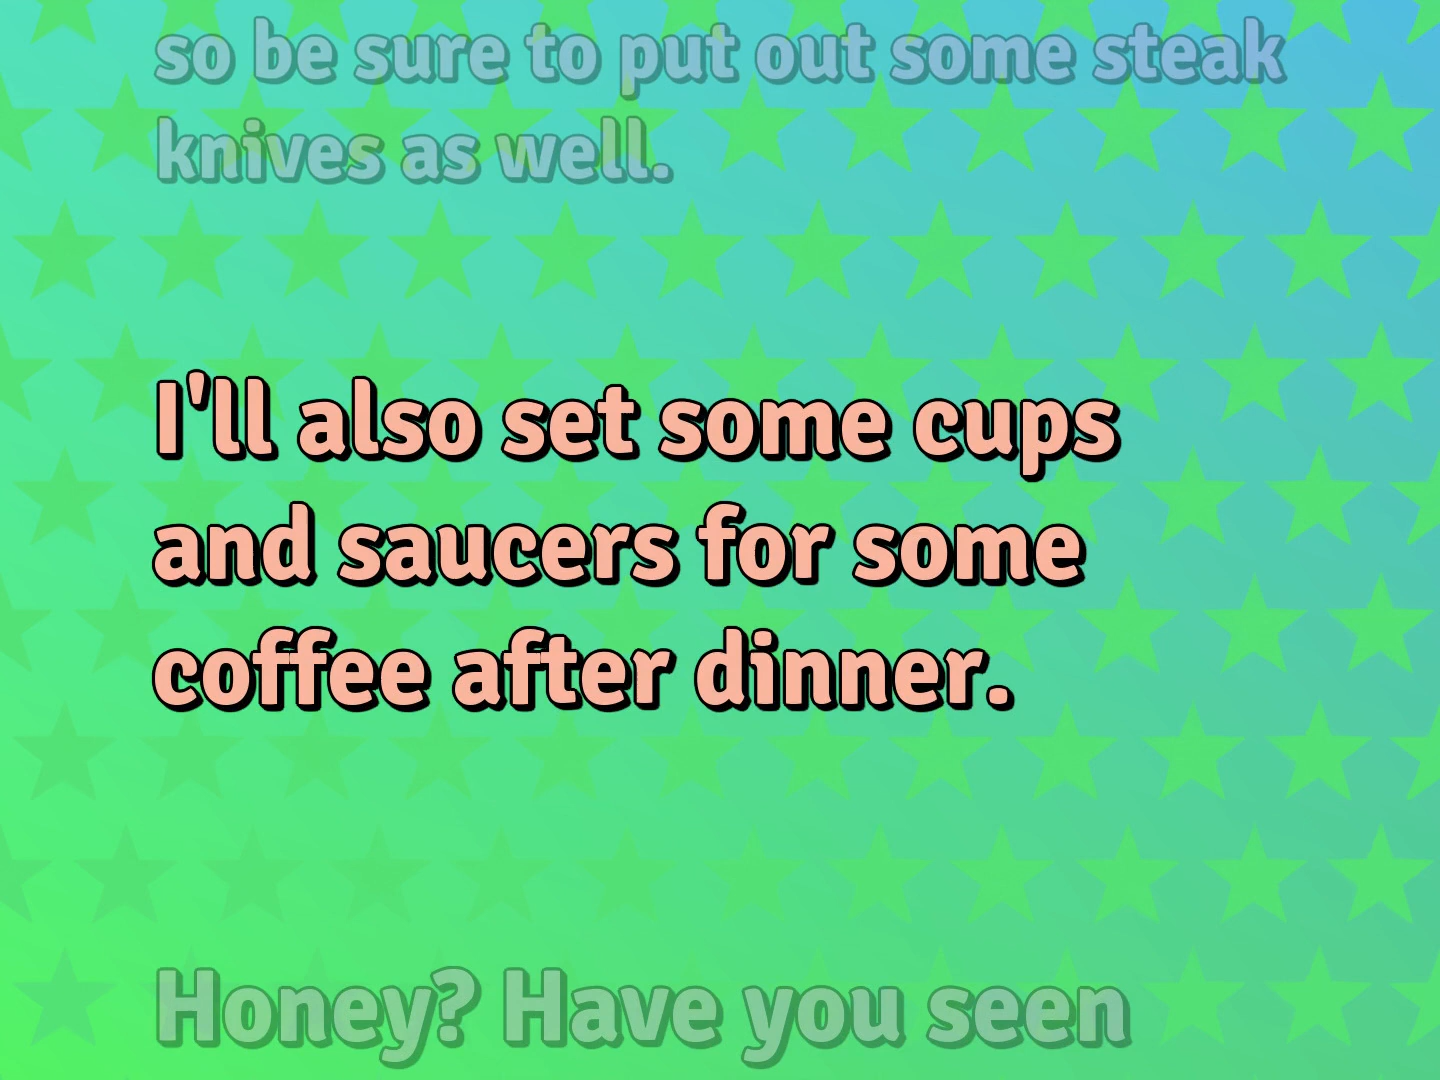 so be sure to put out some steak
knives as well.
I'll also set some cups
and saucers for some
coffee after dinner.
Honey? Have you seen